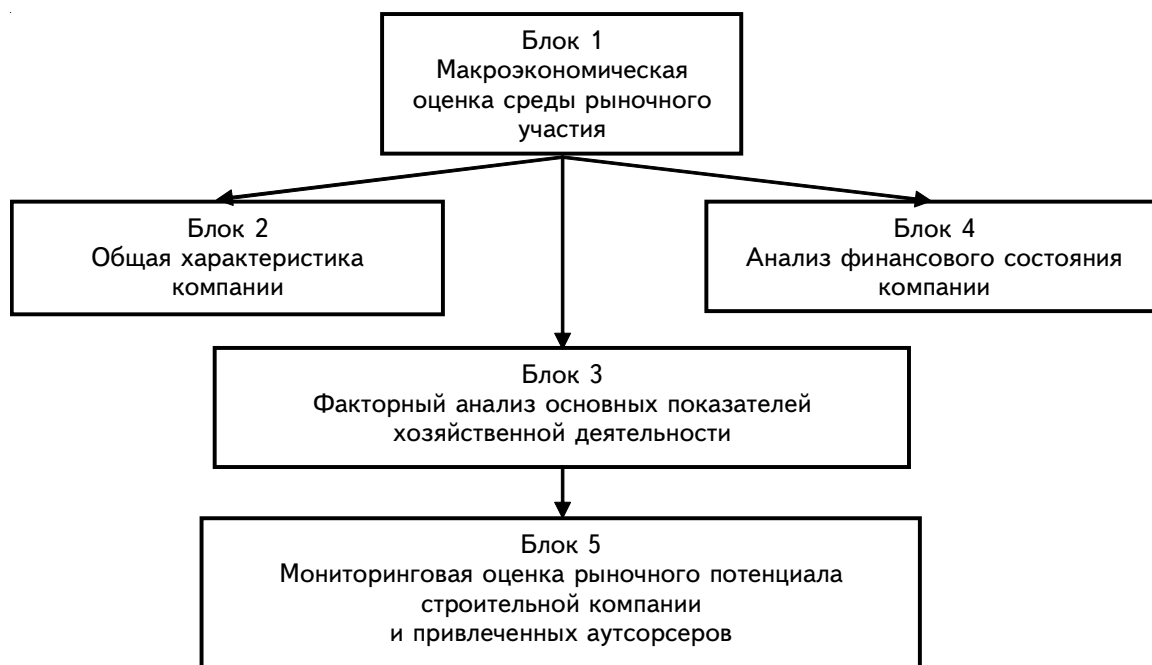 Блок 1
Макроэкономическая
оценка среды рыночного
участия
Блок 2
Общая характеристика
компании
Блок 4
Анализ финансового состояния
компании
Блок 3
Факторный анализ основных показателей
хозяйственной деятельности
Блок 5
Мониторинговая оценка рыночного потенциала
строительной компании
и привлеченных аутсорсеров